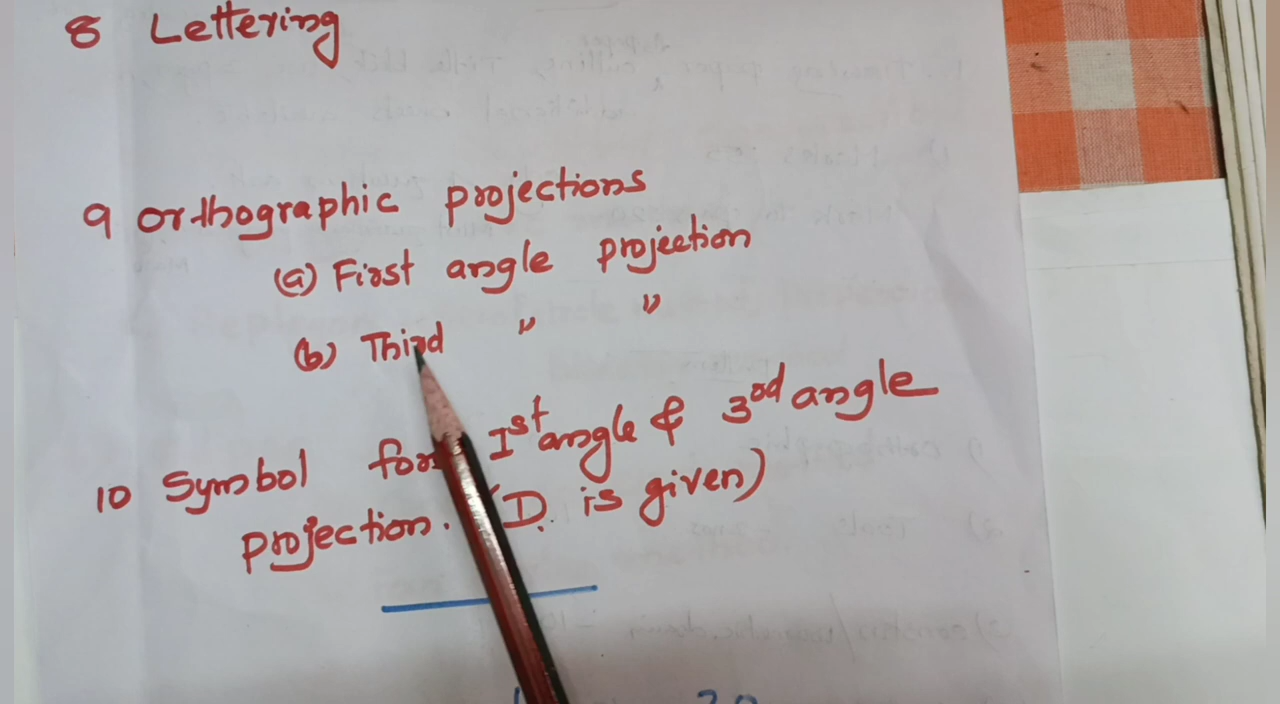 8 Lettering
9 Orthographic projections
(a) First angle projection
(b) Third " "
10 Symbol for Ist angle & 3rd angle
projection. (D. is given)